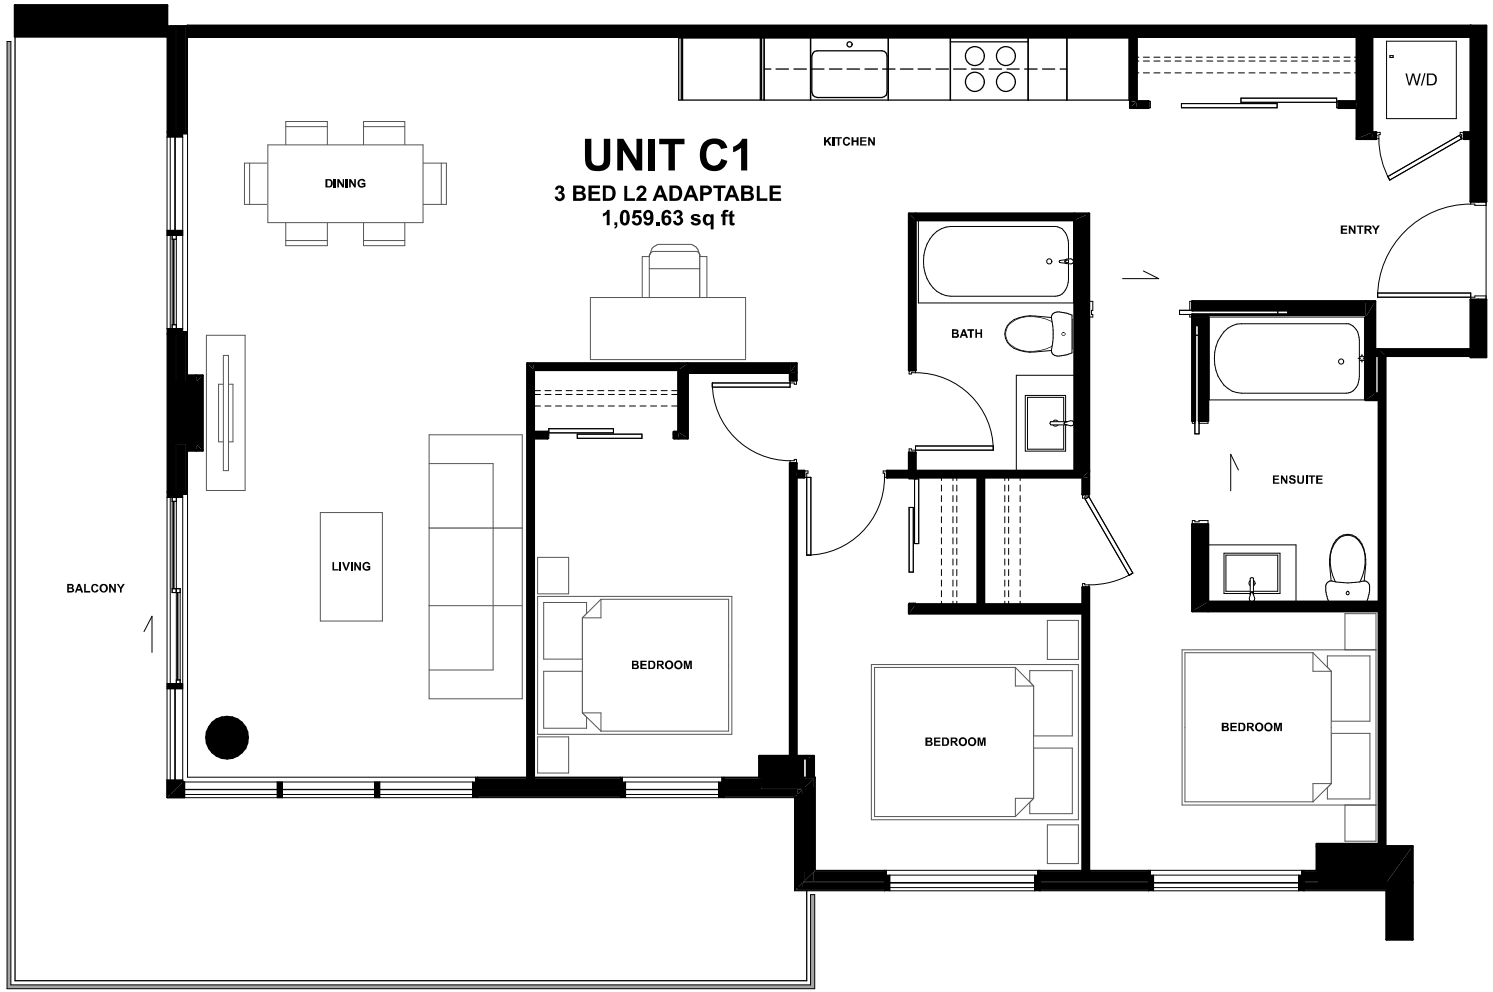 W/D
KITCHEN
UNIT C1
3 BED L2 ADAPTABLE
1,059.63 sq ft
DINING
ENTRY
BATH
ENSUITE
LIVING
BALCONY
BEDROOM
BEDROOM
BEDROOM